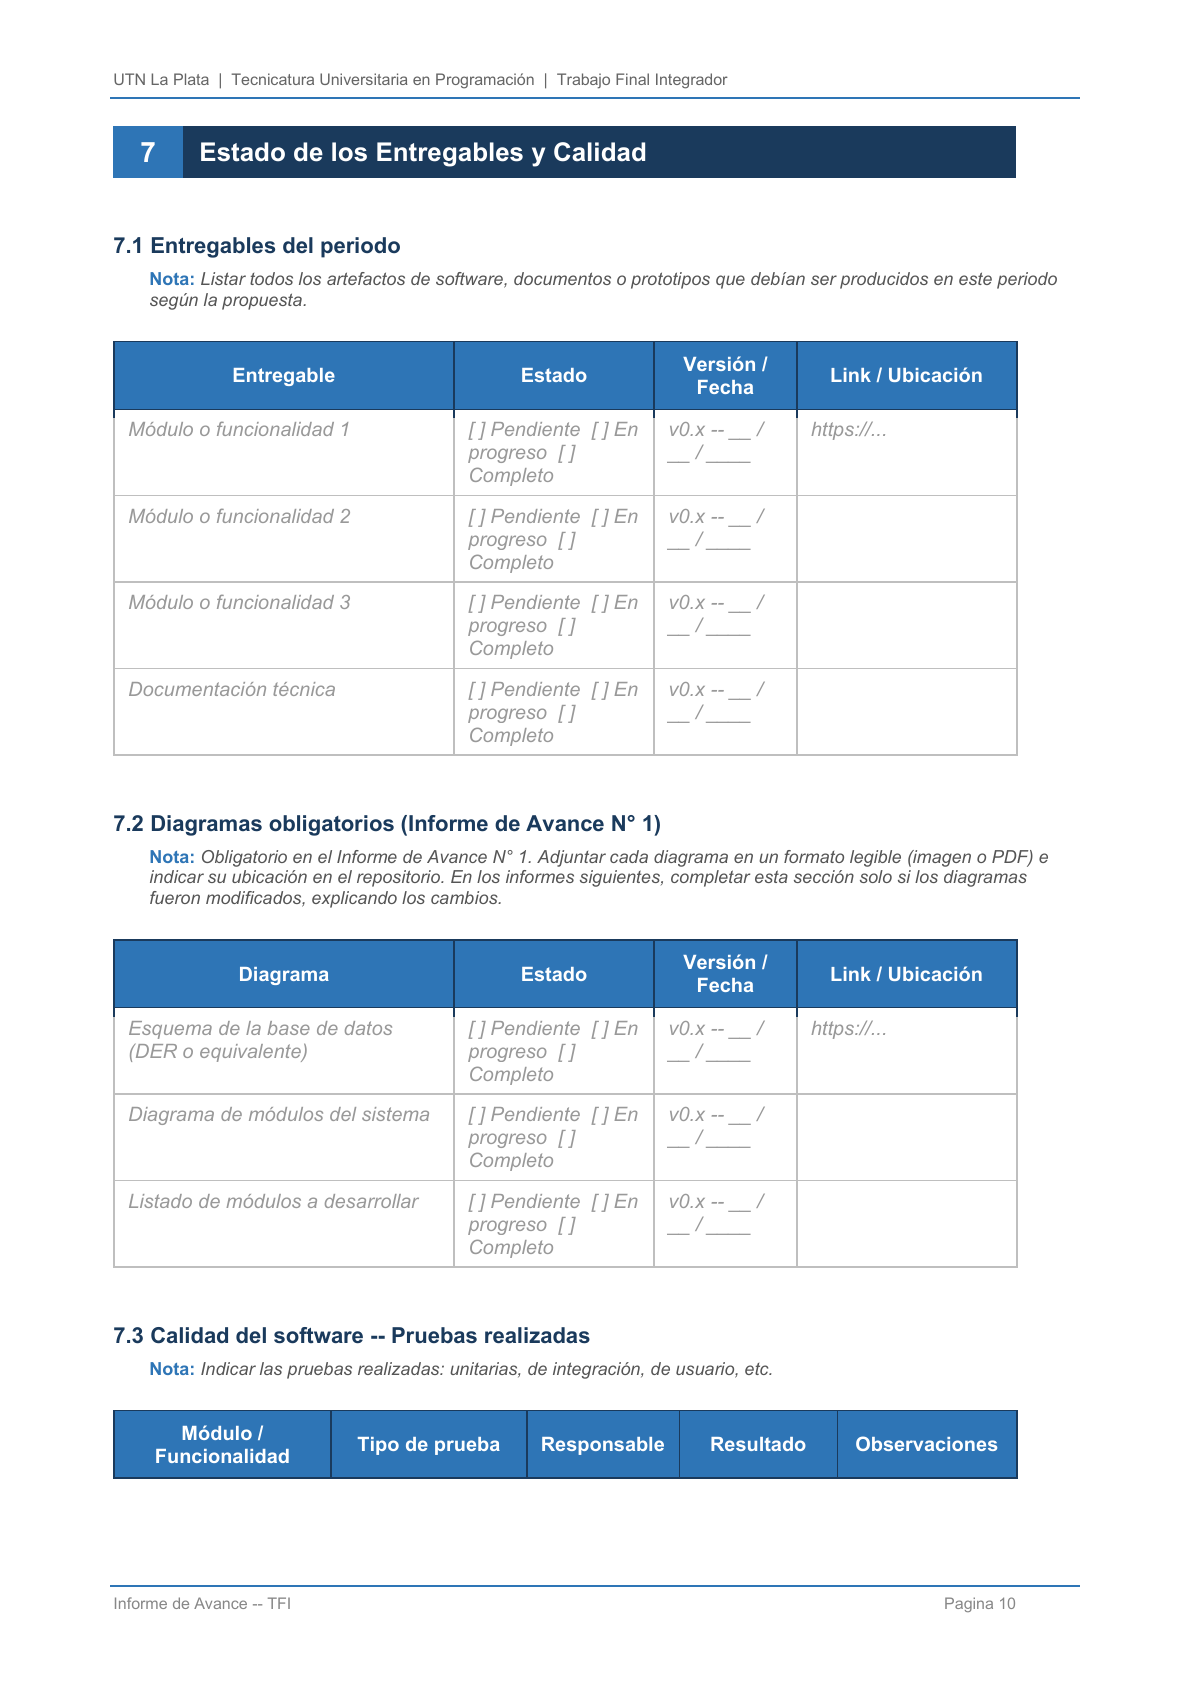 UTN La Plata | Tecnicatura Universitaria en Programación | Trabajo Final Integrador
7 Estado de los Entregables y Calidad
7.1 Entregables del periodo
Nota: Listar todos los artefactos de software, documentos o prototipos que debían ser producidos en este periodo
según la propuesta.
Entregable Estado Versión / Fecha Link / Ubicación
Módulo o funcionalidad 1 [ ] Pendiente [ ] En v0.x -- __ / https://...
progreso [ ] __ / ____
Completo
Módulo o funcionalidad 2 [ ] Pendiente [ ] En v0.x -- __ /
progreso [ ] __ / ____
Completo
Módulo o funcionalidad 3 [ ] Pendiente [ ] En v0.x -- __ /
progreso [ ] __ / ____
Completo
Documentación técnica [ ] Pendiente [ ] En v0.x -- __ /
progreso [ ] __ / ____
Completo
7.2 Diagramas obligatorios (Informe de Avance N° 1)
Nota: Obligatorio en el Informe de Avance N° 1. Adjuntar cada diagrama en un formato legible (imagen o PDF) e
indicar su ubicación en el repositorio. En los informes siguientes, completar esta sección solo si los diagramas
fueron modificados, explicando los cambios.
Diagrama Estado Versión / Fecha Link / Ubicación
Esquema de la base de datos [ ] Pendiente [ ] En v0.x -- __ / https://...
(DER o equivalente) progreso [ ] __ / ____
Completo
Diagrama de módulos del sistema [ ] Pendiente [ ] En v0.x -- __ /
progreso [ ] __ / ____
Completo
Listado de módulos a desarrollar [ ] Pendiente [ ] En v0.x -- __ /
progreso [ ] __ / ____
Completo
7.3 Calidad del software -- Pruebas realizadas
Nota: Indicar las pruebas realizadas: unitarias, de integración, de usuario, etc.
Módulo / Funcionalidad Tipo de prueba Responsable Resultado Observaciones
Informe de Avance -- TFI Pagina 10